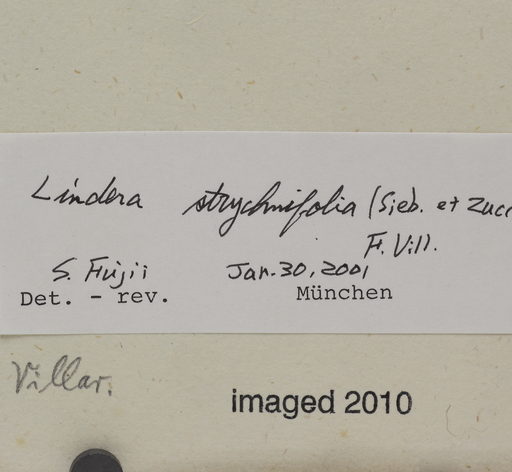 Lindera strychnifolia (Sieb. et Zucc
F. Vill.
S. Fujii Jan. 30, 2001
Det. - rev. München
Villar.
imaged 2010